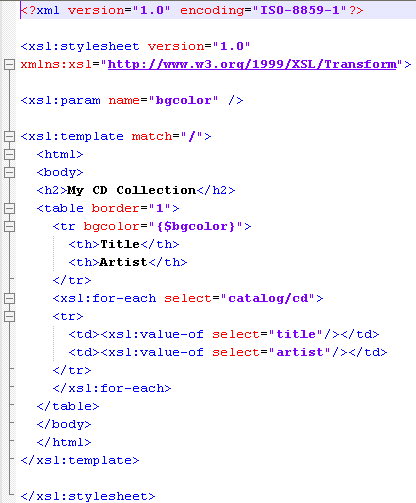 <?xml version="1.0" encoding="ISO-8859-1"?>
<xsl:stylesheet version="1.0"
xmlns:xsl="http://www.w3.org/1999/XSL/Transform">
<xsl:param name="bgcolor" />
<xsl:template match="/">
<html>
<body>
<h2>My CD Collection</h2>
<table border="1">
<tr bgcolor="{$bgcolor}">
<th>Title</th>
<th>Artist</th>
</tr>
<xsl:for-each select="catalog/cd">
<tr>
<td><xsl:value-of select="title"/></td>
<td><xsl:value-of select="artist"/></td>
</tr>
</xsl:for-each>
</table>
</body>
</html>
</xsl:template>
</xsl:stylesheet>